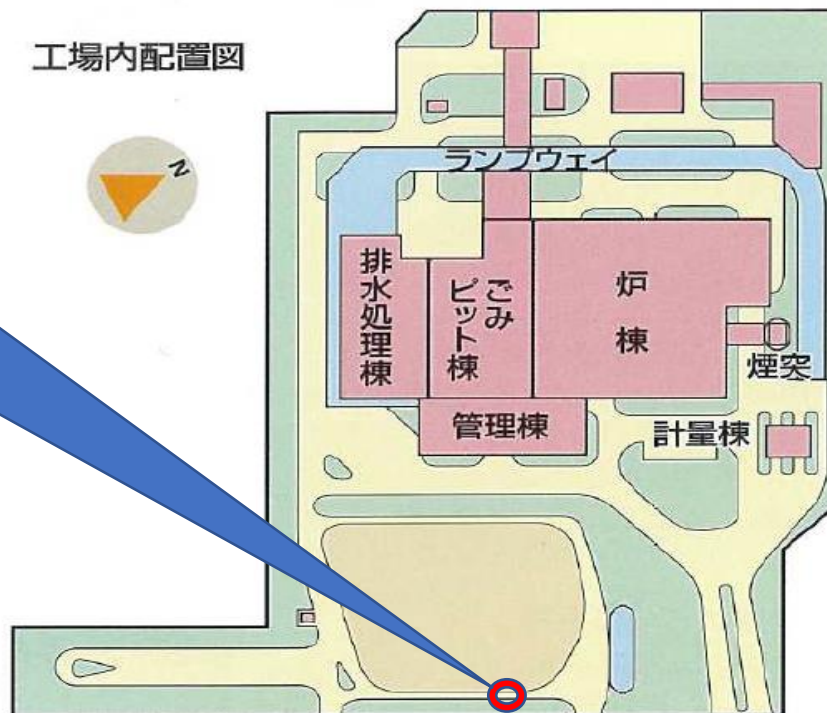 工場内配置図
N
ランプウェイ
排水処理棟
ごみ
ピット棟
炉棟
煙突
管理棟
計量棟